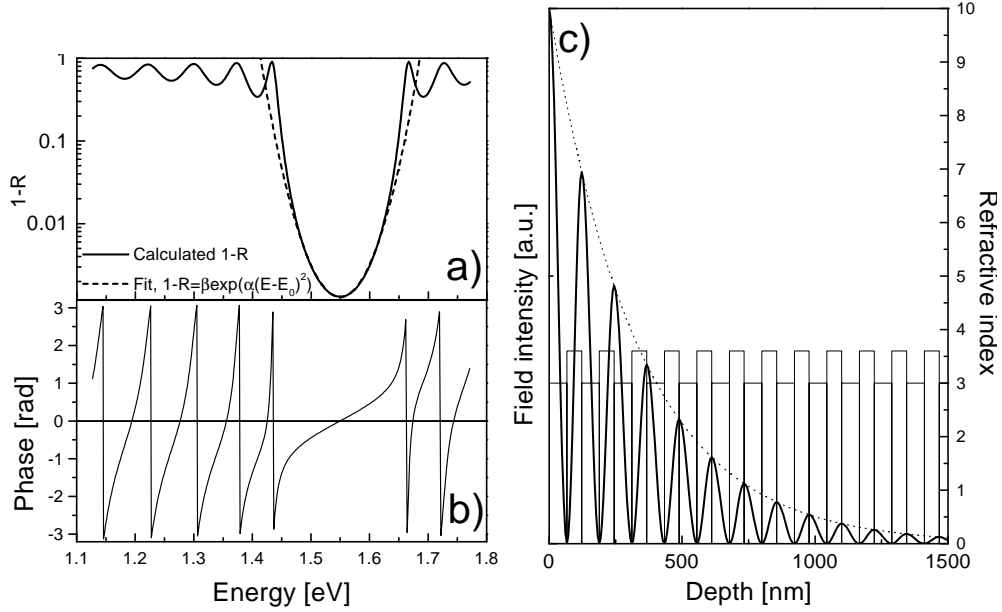 a)
1-R
1
0.1
0.01
Calculated 1-R
Fit, 1-R=βexp(α(E-E0)2)
b)
Phase [rad]
3
2
1
0
-1
-2
-3
1.1 1.2 1.3 1.4 1.5 1.6 1.7 1.8
Energy [eV]
c)
Field intensity [a.u.]
10
9
8
7
6
5
4
3
2
1
0
Refractive index
0 500 1000 1500
Depth [nm]